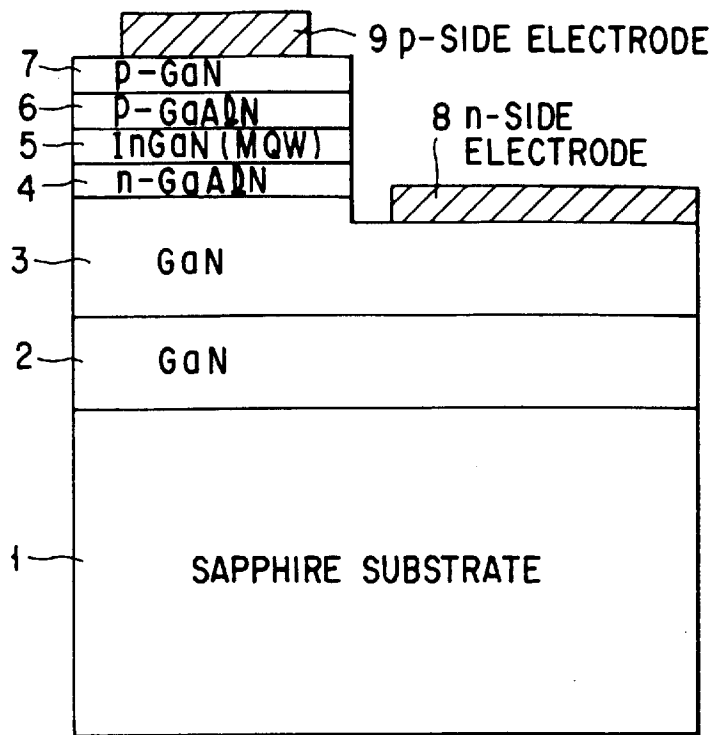 9 p-SIDE ELECTRODE
7 p-GaN
6 p-GaAlN
8 n-SIDE
5 InGaN (MQW)
ELECTRODE
4 n-GaAlN
3 GaN
2 GaN
1 SAPPHIRE SUBSTRATE